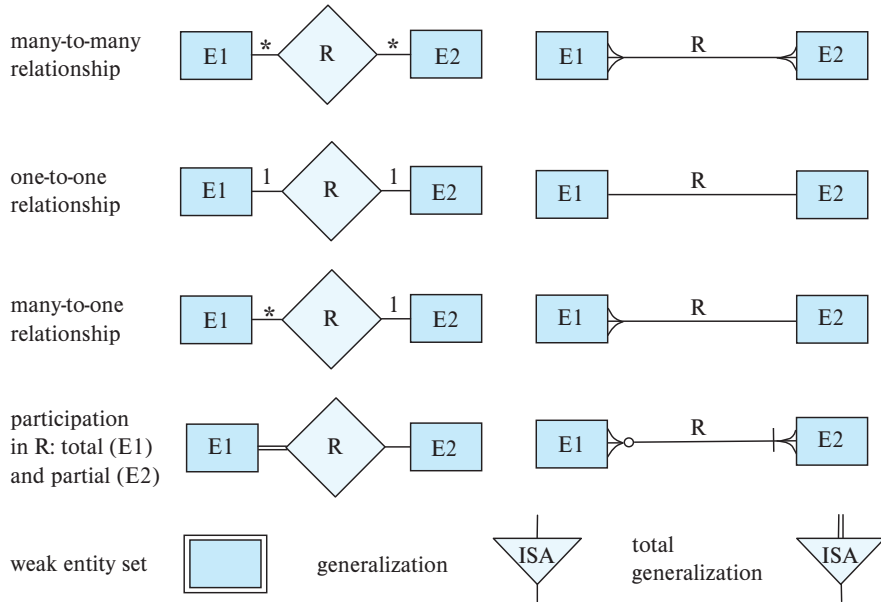 many-to-many
relationship
E1 * R * E2
E1 R E2
one-to-one
relationship
E1 1 R 1 E2
E1 R E2
many-to-one
relationship
E1 * R 1 E2
E1 R E2
participation
in R: total (E1)
and partial (E2)
E1 R E2
E1 R E2
weak entity set
generalization
ISA
total
generalization
ISA